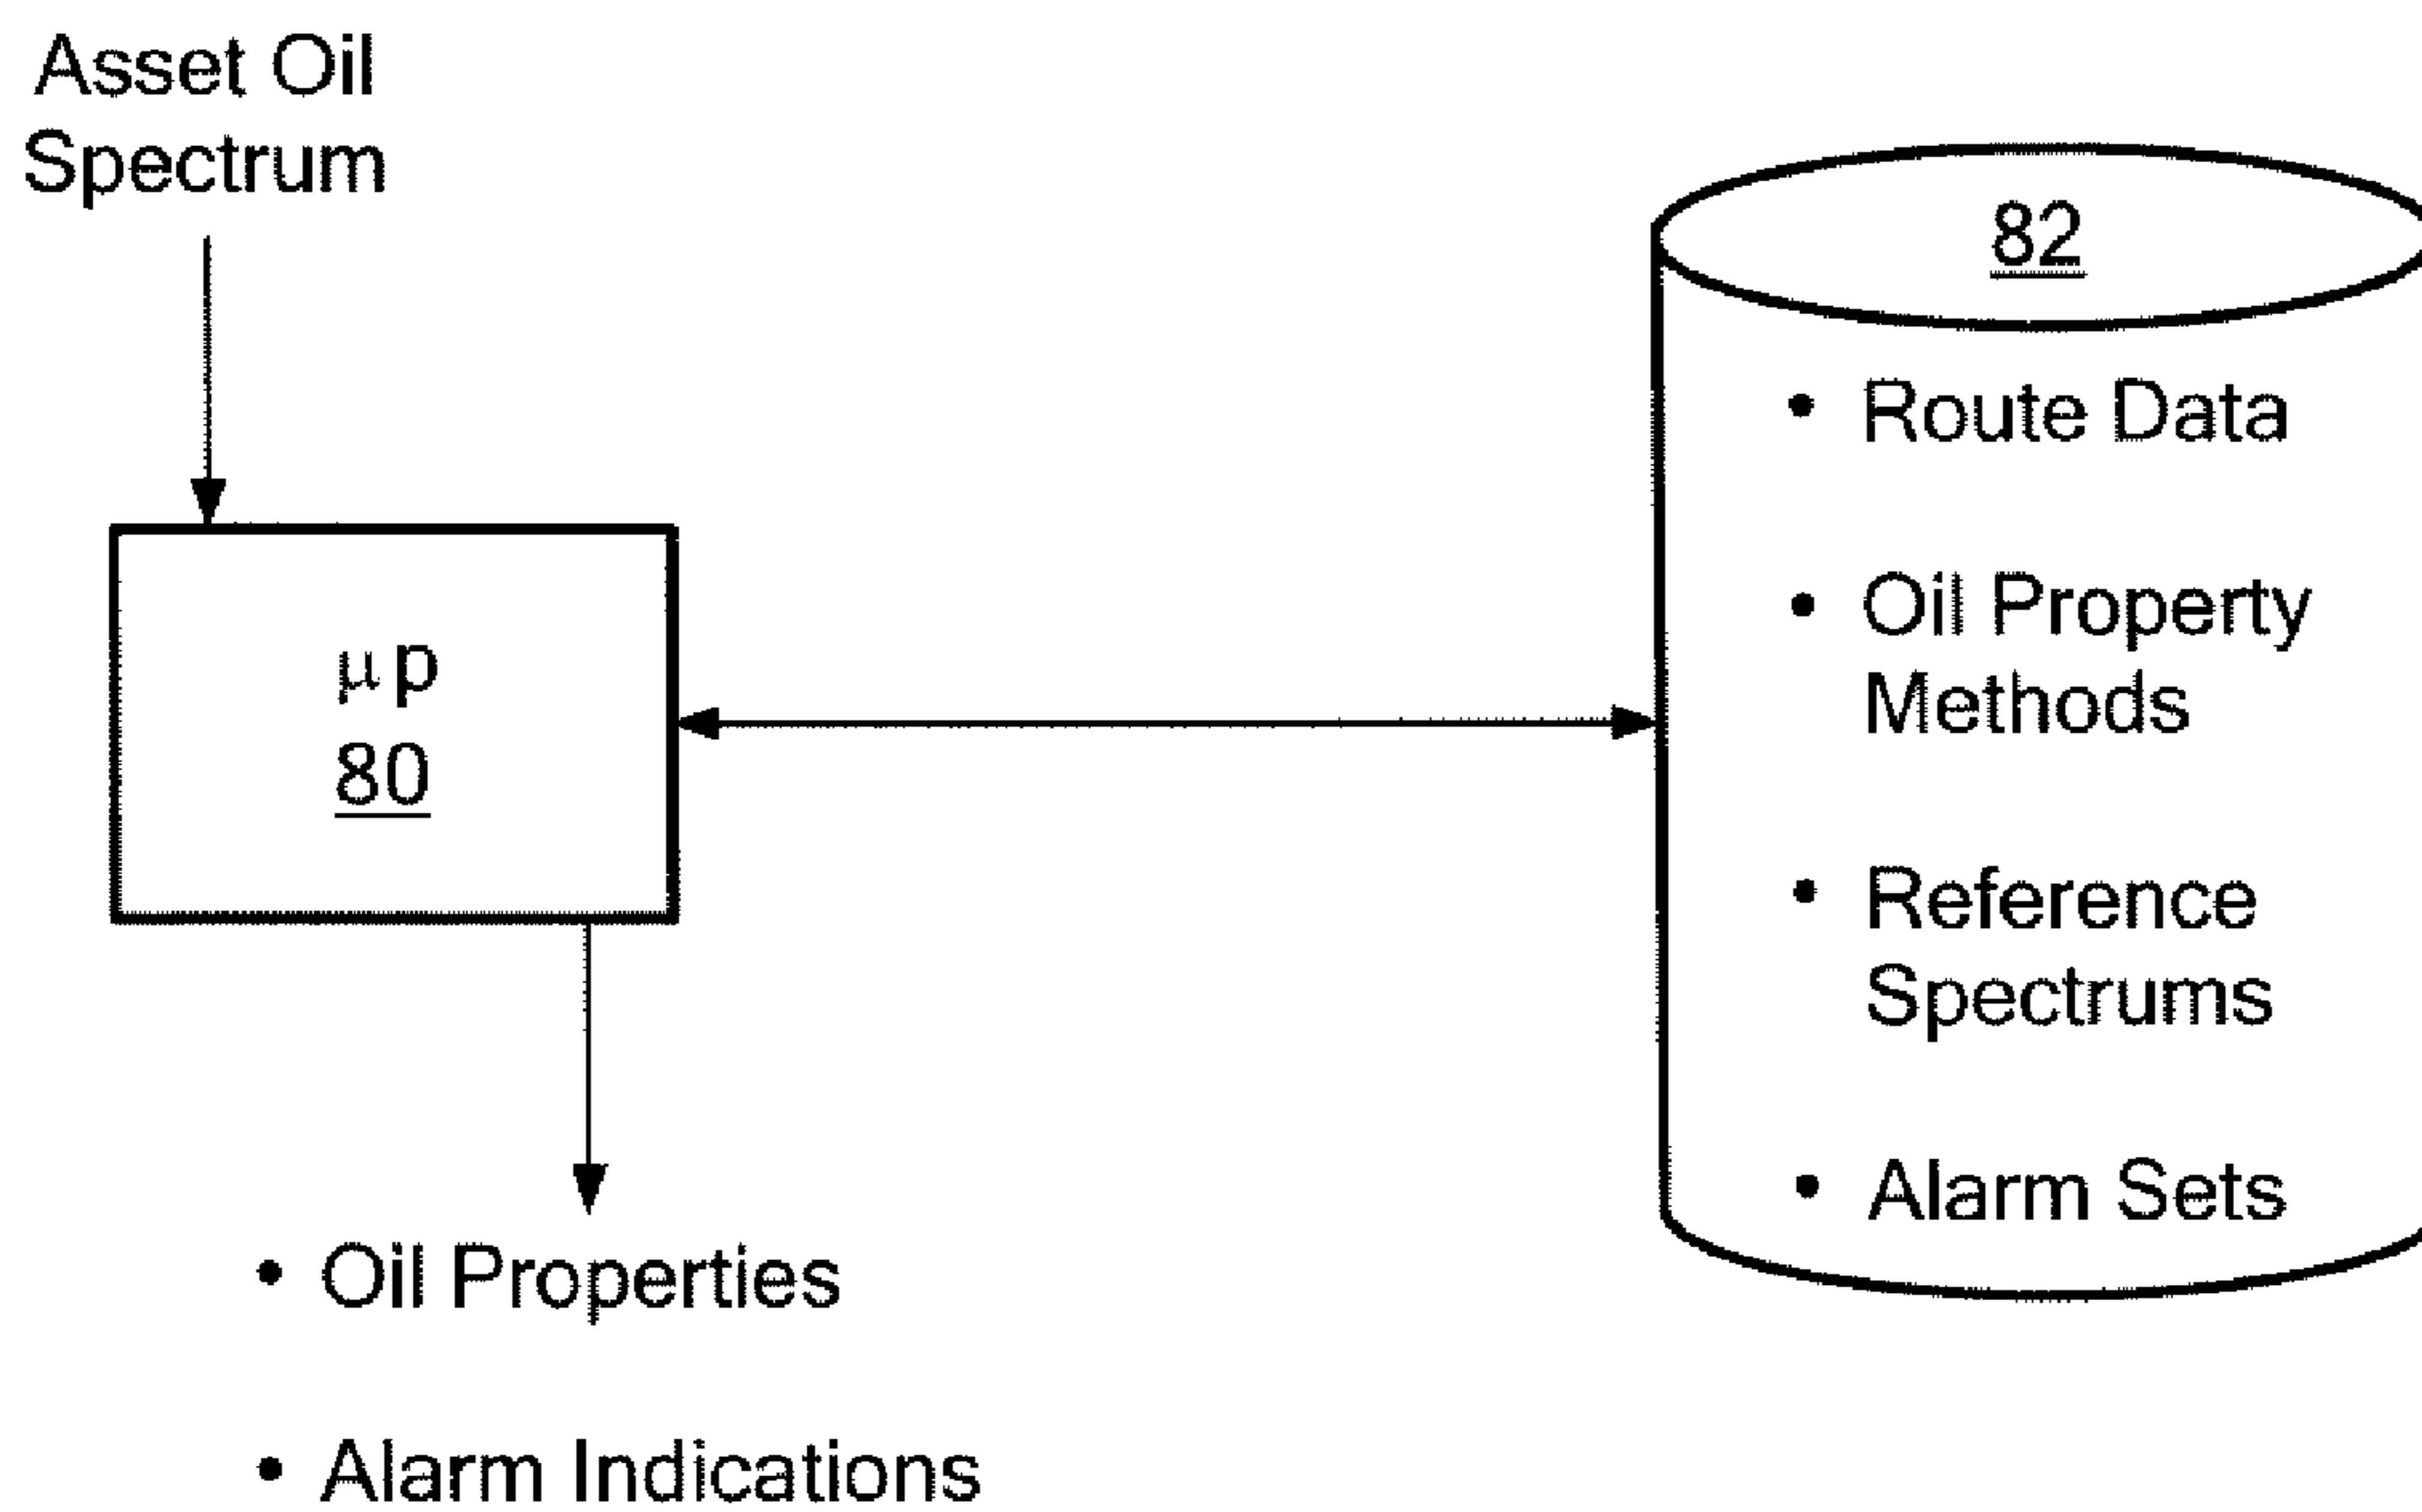 Asset Oil
Spectrum
82
• Route Data
• Oil Property
Methods
• Reference
Spectrums
• Alarm Sets
μp
80
• Oil Properties
• Alarm Indications